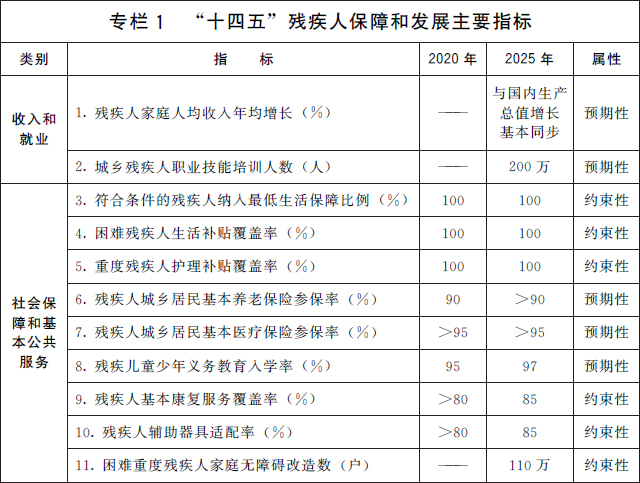 专栏1 “十四五”残疾人保障和发展主要指标
类别 指 标 2020年 2025年 属性
收入和就业 1. 残疾人家庭人均收入年均增长(%) —— 与国内生产总值增长基本同步 预期性
2. 城乡残疾人职业技能培训人数(人) —— 200万 预期性
社会保障和基本公共服务 3. 符合条件的残疾人纳入最低生活保障比例(%) 100 100 约束性
4. 困难残疾人生活补贴覆盖率(%) 100 100 约束性
5. 重度残疾人护理补贴覆盖率(%) 100 100 约束性
6. 残疾人城乡居民基本养老保险参保率(%) 90 >90 预期性
7. 残疾人城乡居民基本医疗保险参保率(%) >95 >95 预期性
8. 残疾儿童少年义务教育入学率(%) 95 97 预期性
9. 残疾人基本康复服务覆盖率(%) >80 85 约束性
10. 残疾人辅助器具适配率(%) >80 85 约束性
11. 困难重度残疾人家庭无障碍改造数(户) —— 110万 约束性